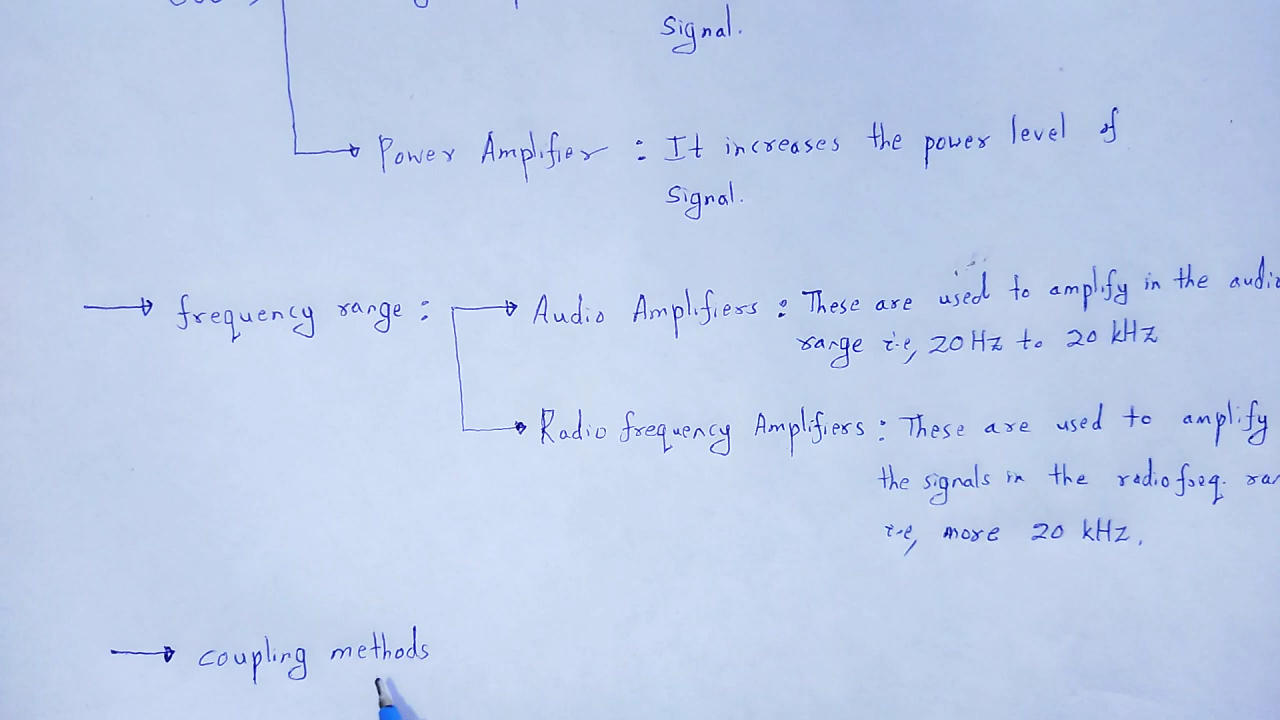 Signal.
→ Power Amplifier : It increases the power level of
Signal.
→ frequency range : → Audio Amplifiers : These are used to amplify in the audio
range i.e, 20 Hz to 20 kHz
→ Radio frequency Amplifiers : These are used to amplify
the signals in the radio freq. ran
i.e, more 20 kHz.
→ coupling methods